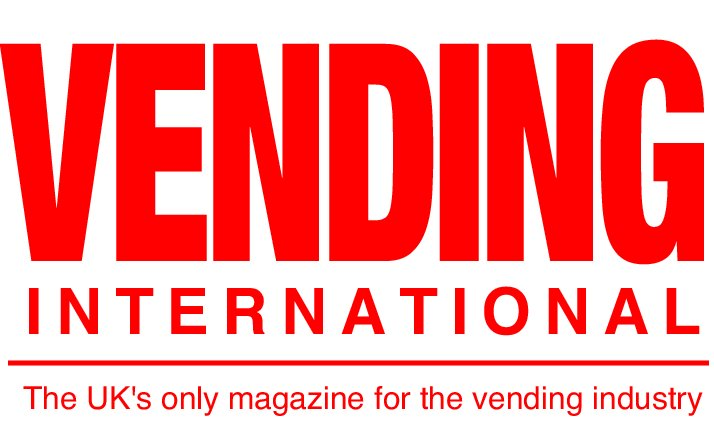 VENDING
INTERNATIONAL
The UK's only magazine for the vending industry